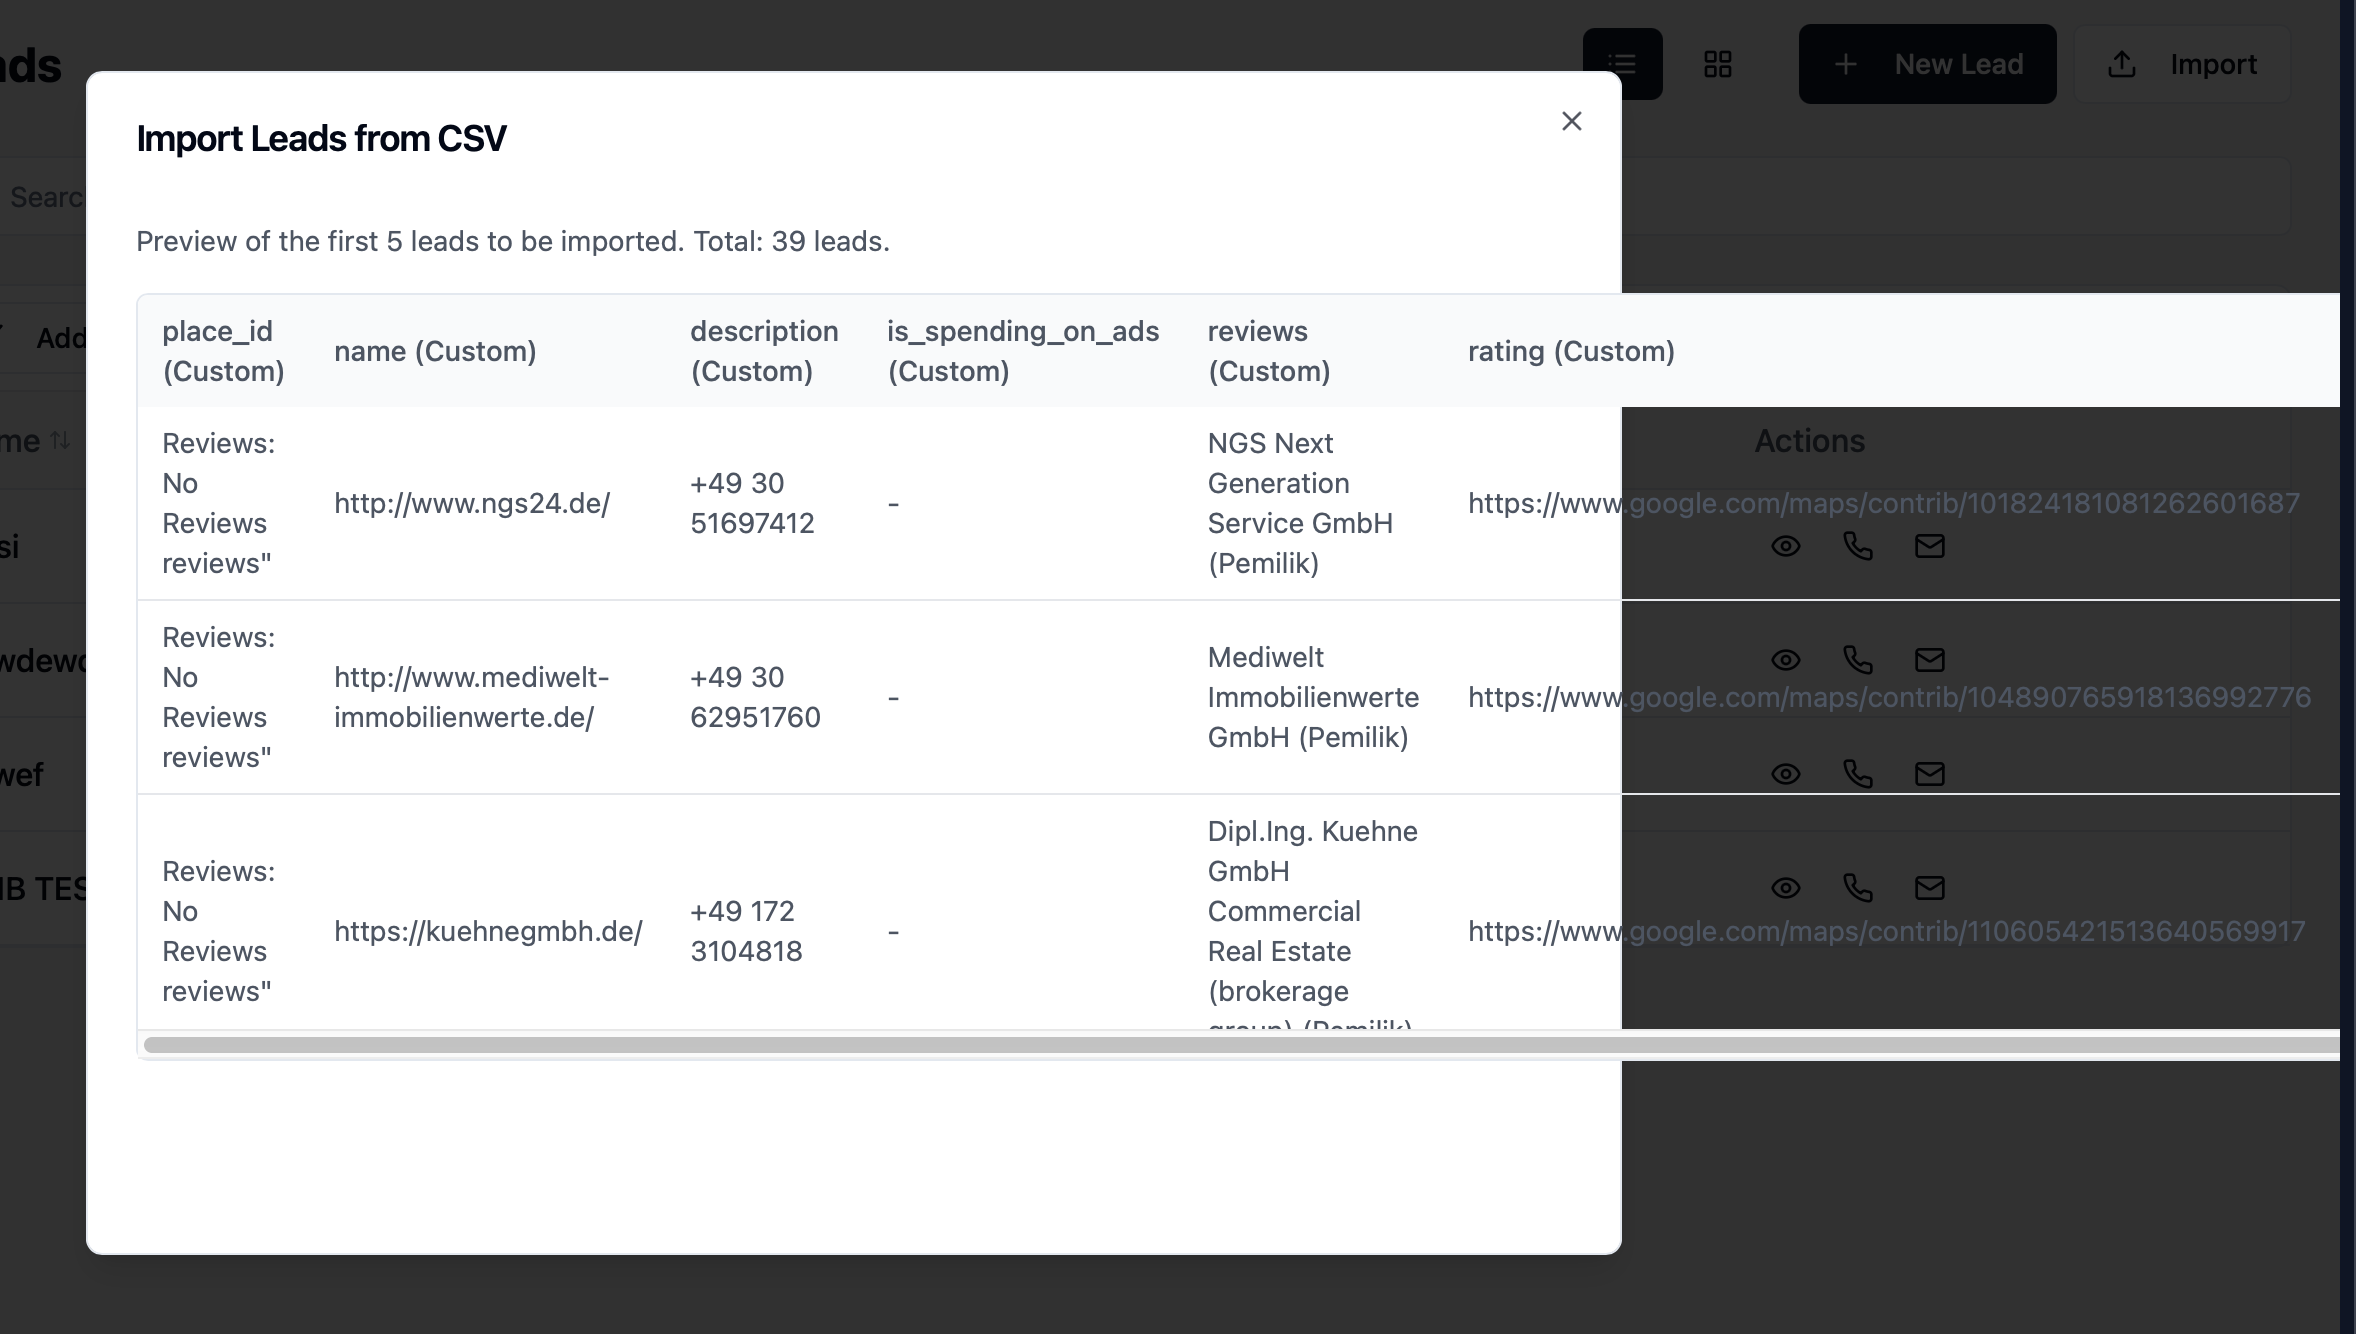 ads
New Lead
Import
Import Leads from CSV
Searc
Preview of the first 5 leads to be imported. Total: 39 leads.
Add
place_id (Custom)
name (Custom)
description (Custom)
is_spending_on_ads (Custom)
reviews (Custom)
rating (Custom)
me
Actions
Reviews:
No
Reviews
reviews"
http://www.ngs24.de/
+49 30
51697412
-
NGS Next
Generation
Service GmbH
(Pemilik)
https://www.google.com/maps/contrib/101824181081262601687
si
Reviews:
No
Reviews
reviews"
http://www.mediwelt-
immobilienwerte.de/
+49 30
62951760
-
Mediwelt
Immobilienwerte
GmbH (Pemilik)
https://www.google.com/maps/contrib/104890765918136992776
wdewd
wef
Reviews:
No
Reviews
reviews"
https://kuehnegmbh.de/
+49 172
3104818
-
Dipl.Ing. Kuehne
GmbH
Commercial
Real Estate
(brokerage
group) (Pemilik)
https://www.google.com/maps/contrib/110605421513640569917
IB TES